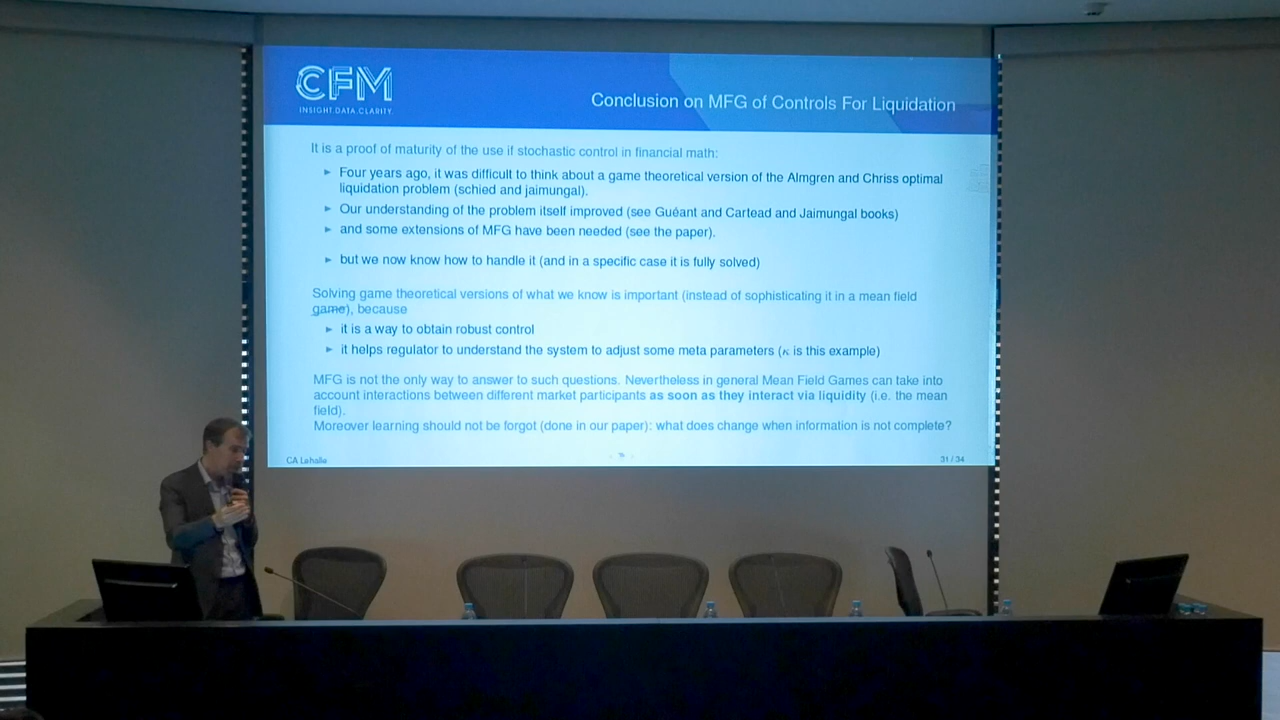 CFM
INSIGHT.DATA.CLARITY.
Conclusion on MFG of Controls For Liquidation
It is a proof of maturity of the use if stochastic control in financial math:
► Four years ago, it was difficult to think about a game theoretical version of the Almgren and Chriss optimal
liquidation problem (schied and jaimungal).
► Our understanding of the problem itself improved (see Guéant and Cartead and Jaimungal books)
► and some extensions of MFG have been needed (see the paper).
► but we now know how to handle it (and in a specific case it is fully solved)
Solving game theoretical versions of what we know is important (instead of sophisticating it in a mean field
game), because
► it is a way to obtain robust control
► it helps regulator to understand the system to adjust some meta parameters (κ is this example)
MFG is not the only way to answer to such questions. Nevertheless in general Mean Field Games can take into
account interactions between different market participants as soon as they interact via liquidity (i.e. the mean
field).
Moreover learning should not be forgot (done in our paper): what does change when information is not complete?
CA Lehalle
31 / 34